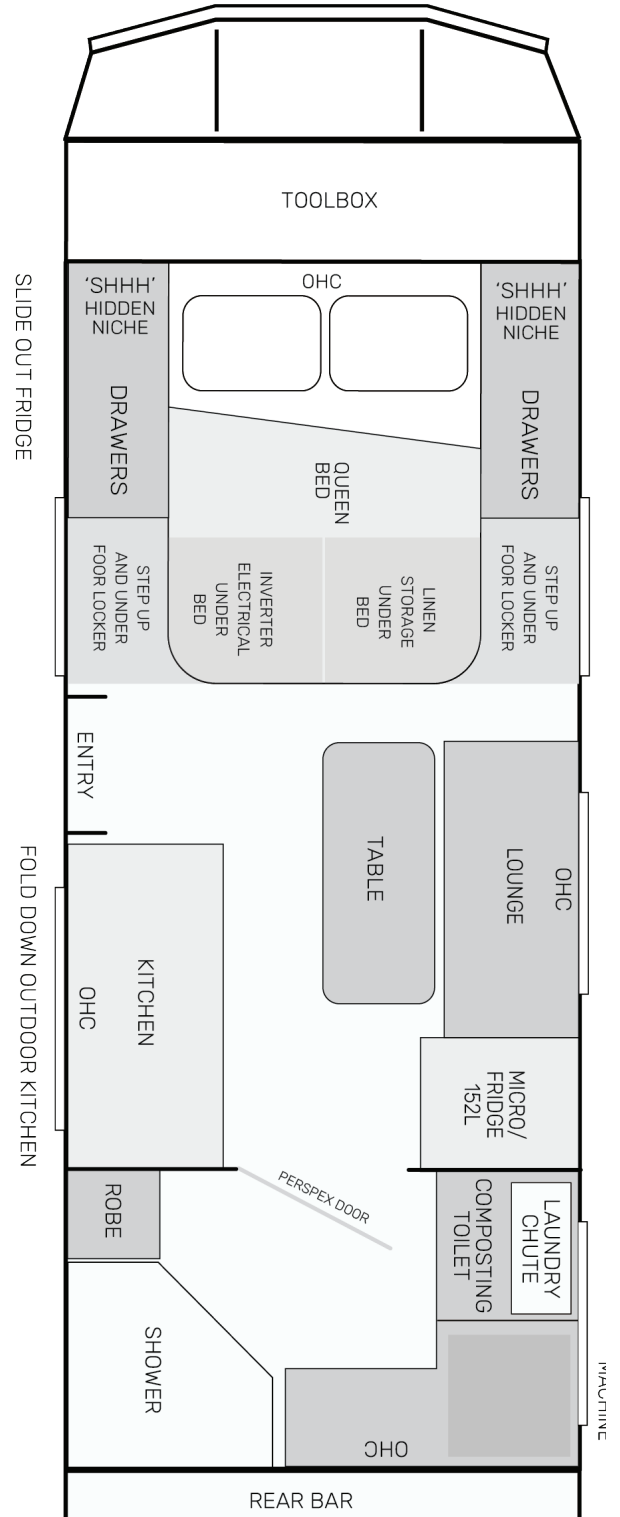 TOOLBOX
SLIDE OUT FRIDGE
'SHHH'
HIDDEN
NICHE
DRAWERS
OHC
'SHHH'
HIDDEN
NICHE
DRAWERS
QUEEN
BED
STEP UP
AND UNDER
FOOR LOCKER
INVERTER
ELECTRICAL
UNDER
BED
LINEN
STORAGE
UNDER
BED
STEP UP
AND UNDER
FOOR LOCKER
ENTRY
TABLE
LOUNGE
OHC
FOLD DOWN OUTDOOR KITCHEN
KITCHEN
OHC
MICRO/
FRIDGE
152L
PERSPEX DOOR
ROBE
COMPOSTING
TOILET
LAUNDRY
CHUTE
SHOWER
OHC
MACHINE
REAR BAR